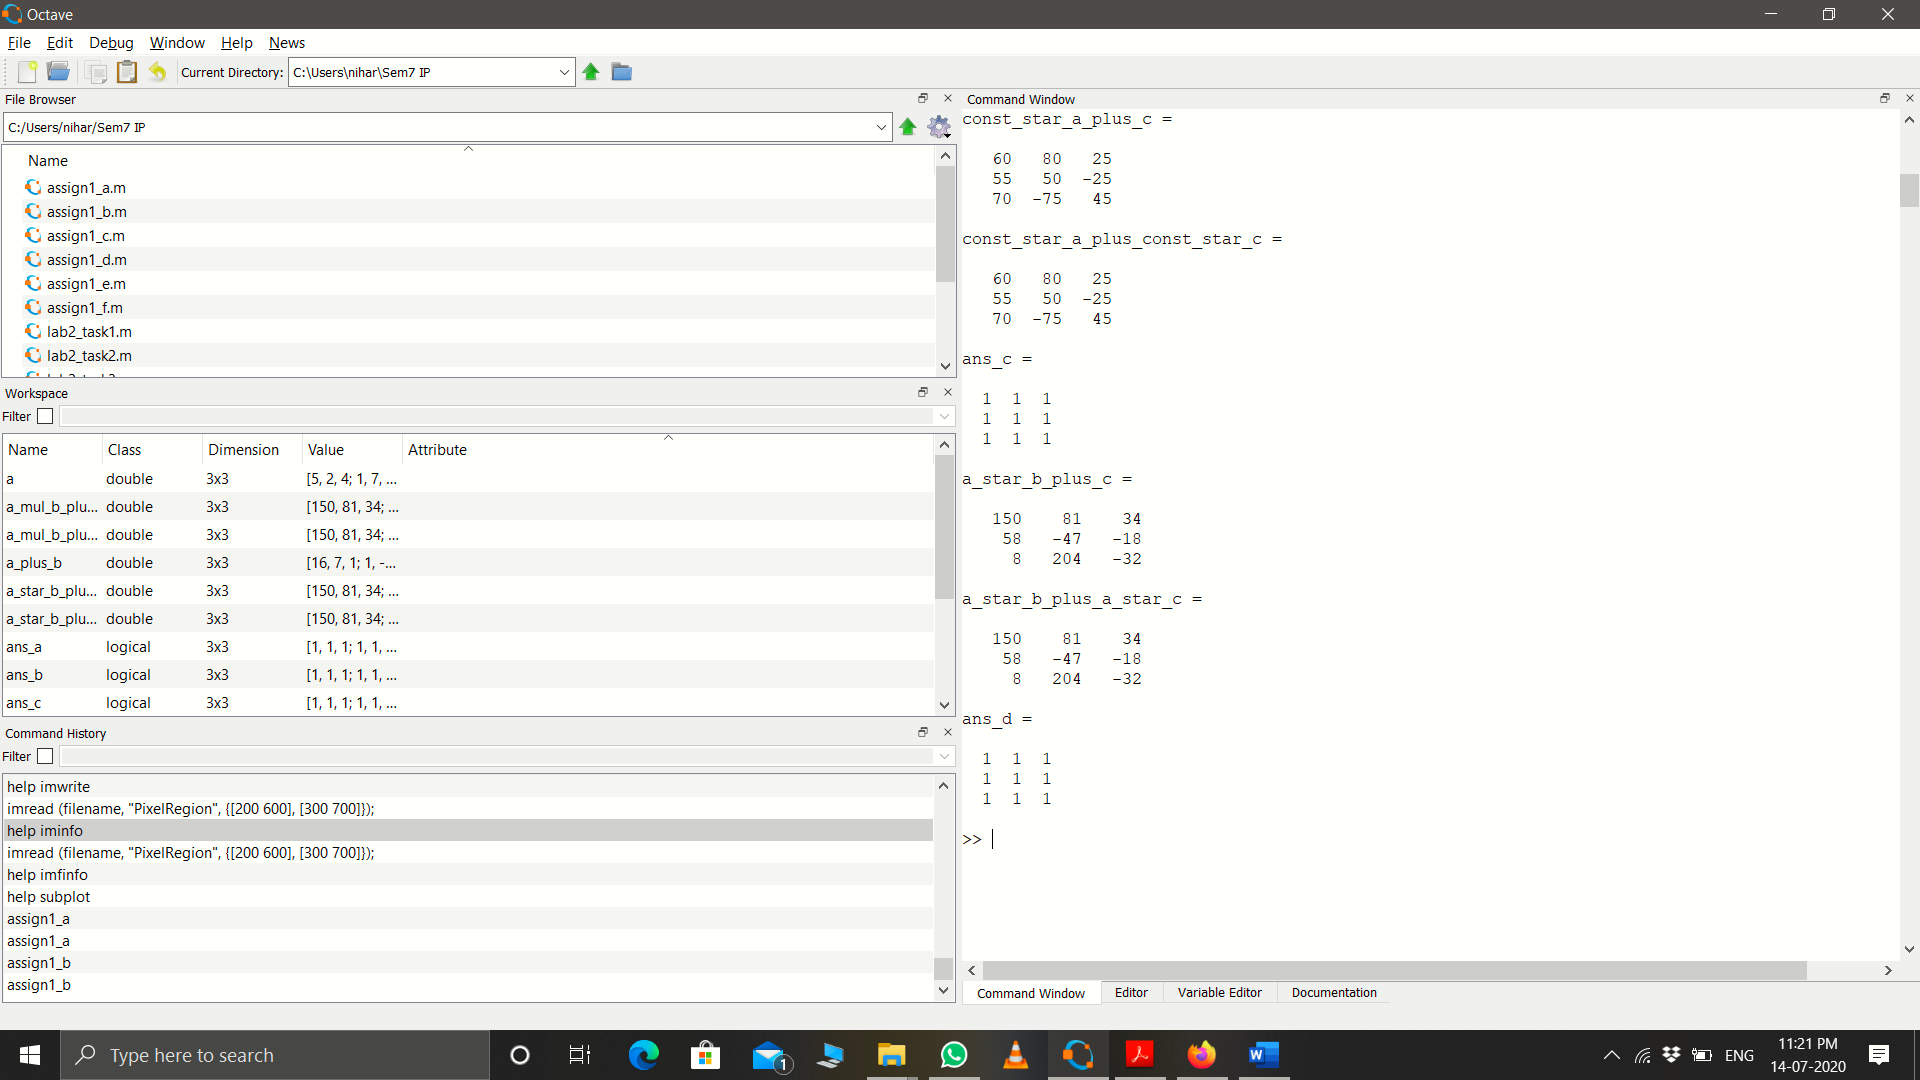 Octave
File Edit Debug Window Help News
Current Directory: C:\Users\nihar\Sem7 IP
File Browser
C:/Users/nihar/Sem7 IP
Name
assign1_a.m
assign1_b.m
assign1_c.m
assign1_d.m
assign1_e.m
assign1_f.m
lab2_task1.m
lab2_task2.m
Workspace
Filter
Name Class Dimension Value Attribute
a double 3x3 [5, 2, 4; 1, 7, ...
a_mul_b_plu... double 3x3 [150, 81, 34; ...
a_mul_b_plu... double 3x3 [150, 81, 34; ...
a_plus_b double 3x3 [16, 7, 1; 1, -...
a_star_b_plu... double 3x3 [150, 81, 34; ...
a_star_b_plu... double 3x3 [150, 81, 34; ...
ans_a logical 3x3 [1, 1, 1; 1, 1, ...
ans_b logical 3x3 [1, 1, 1; 1, 1, ...
ans_c logical 3x3 [1, 1, 1; 1, 1, ...
Command History
Filter
help imwrite
imread (filename, "PixelRegion", {[200 600], [300 700]});
help iminfo
imread (filename, "PixelRegion", {[200 600], [300 700]});
help imfinfo
help subplot
assign1_a
assign1_a
assign1_b
assign1_b
Command Window
const_star_a_plus_c =
60 80 25
55 50 -25
70 -75 45
const_star_a_plus_const_star_c =
60 80 25
55 50 -25
70 -75 45
ans_c =
1 1 1
1 1 1
1 1 1
a_star_b_plus_c =
150 81 34
58 -47 -18
8 204 -32
a_star_b_plus_a_star_c =
150 81 34
58 -47 -18
8 204 -32
ans_d =
1 1 1
1 1 1
1 1 1
>>
Command Window Editor Variable Editor Documentation
Type here to search
1
ENG
11:21 PM
14-07-2020